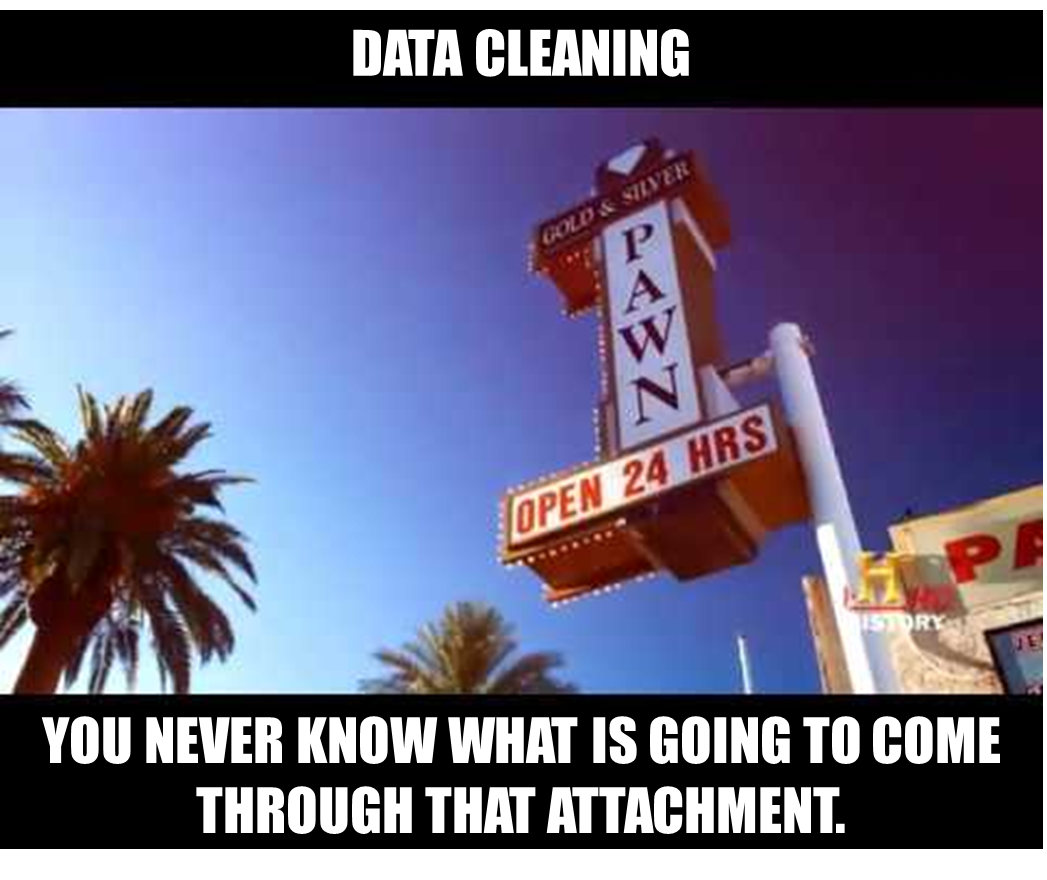 DATA CLEANING
GOLD & SILVER
PAWN
OPEN 24 HRS
PA
H
HISTORY
YOU NEVER KNOW WHAT IS GOING TO COME
THROUGH THAT ATTACHMENT.